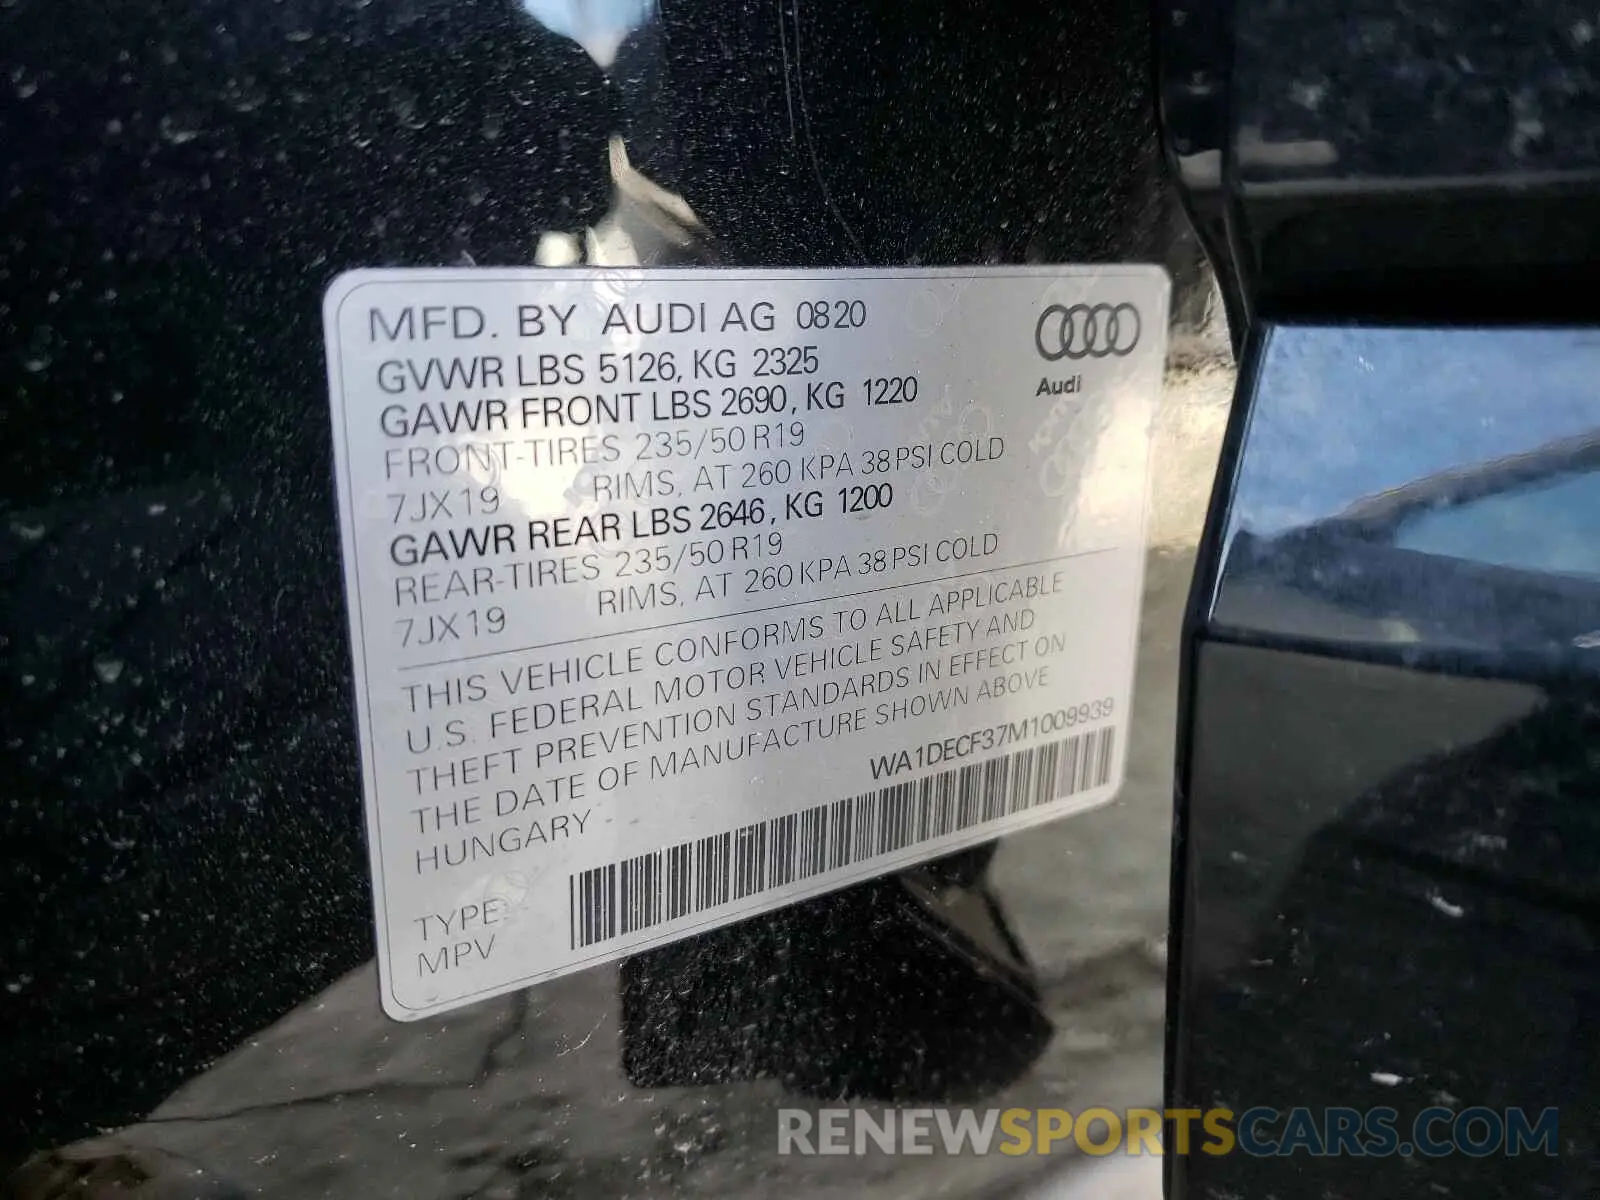 MFD. BY AUDI AG 0820
GVWR LBS 5126, KG 2325
GAWR FRONT LBS 2690, KG 1220
FRONT-TIRES 235/50 R19
7JX19 RIMS, AT 260 KPA 38 PSI COLD
GAWR REAR LBS 2646, KG 1200
REAR-TIRES 235/50 R19
7JX19 RIMS, AT 260 KPA 38 PSI COLD
THIS VEHICLE CONFORMS TO ALL APPLICABLE
U.S. FEDERAL MOTOR VEHICLE SAFETY AND
THEFT PREVENTION STANDARDS IN EFFECT ON
THE DATE OF MANUFACTURE SHOWN ABOVE
HUNGARY -
WA1DECF37M1009939
TYPE:
MPV
Audi
RENEWSPORTSCARS.COM